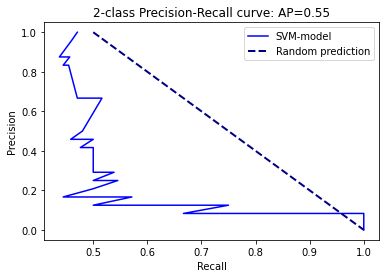 2-class Precision-Recall curve: AP=0.55
SVM-model
Random prediction
Precision
1.0
0.8
0.6
0.4
0.2
0.0
0.5 0.6 0.7 0.8 0.9 1.0
Recall